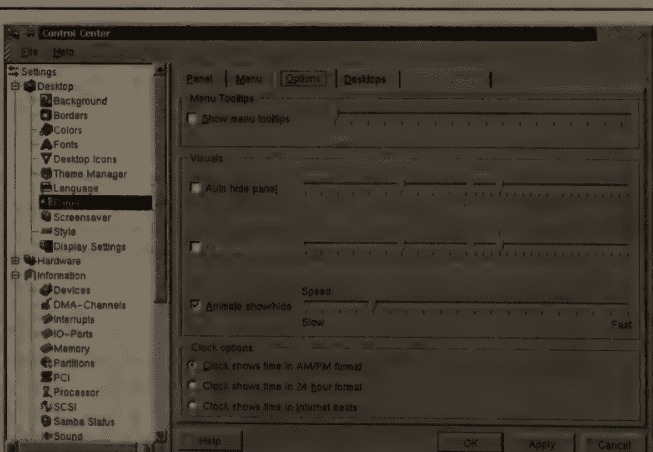 Control Center
File Help
Settings
Desktop
Background
Borders
Colors
Fonts
Desktop Icons
Theme Manager
Language
Panel
Screensaver
Style
Display Settings
Hardware
Information
Devices
DMA-Channels
Interrupts
IO-Ports
Memory
Partitions
PCI
Processor
SCSI
Samba Status
Sound
Panel Menu Options Desktops
Menu Tooltips
Show menu tooltips
Visuals
Auto hide panel
Animate show/hide
Speed:
Slow Fast
Clock options
Clock shows time in AM/PM format
Clock shows time in 24 hour format
Clock shows time in Internet beats
Help OK Apply Cancel